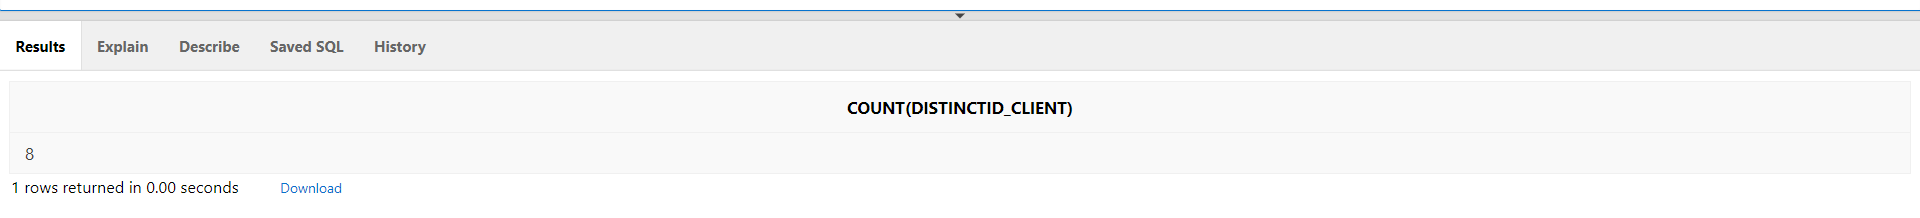 Results Explain Describe Saved SQL History
COUNT(DISTINCTID_CLIENT)
8
1 rows returned in 0.00 seconds Download